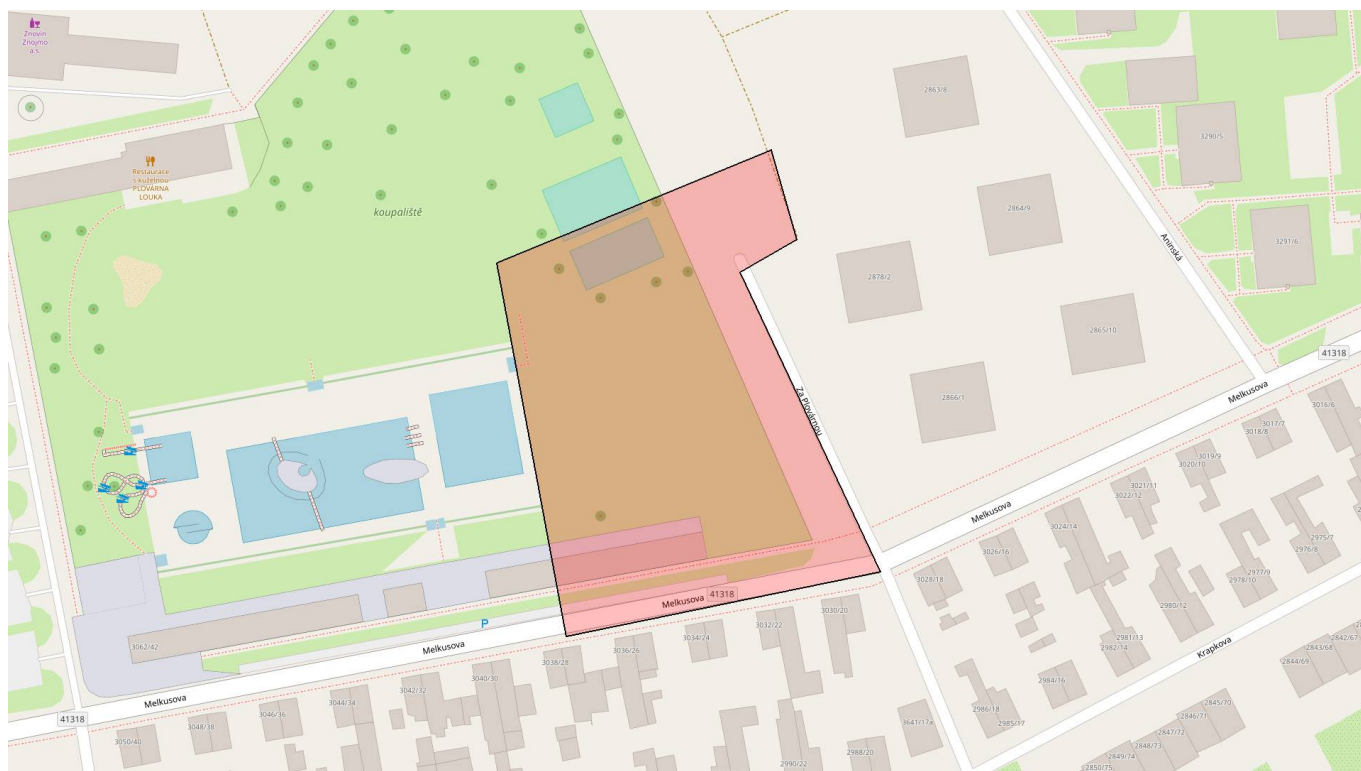 Znovín
Znojmo
a.s.
2863/8
3290/5
Restaurace
s kuželnou
PLOVÁRNA
LOUKA
koupaliště
2864/9
3291/6
Anínská
2878/2
2865/10
41318
Melkusova
Za Plovárnou
2866/1
3016/6
3017/7
3018/8
3019/9
3020/10
Melkusova
3021/11
3022/12
3024/14
2975/7
2976/8
3026/16
3028/18
2977/9
2978/10
41318
Melkusova
2980/12
3030/20
P
3032/22
2981/13
2982/14
3034/24
3036/26
3062/42
Melkusova
3038/28
Krapkova
2842/67
2843/68
2844/69
3040/30
3042/32
2984/16
Melkusova
3044/34
2986/18
2985/17
2845/70
2846/71
2847/72
41318
3046/36
3641/17a
3048/38
3050/40
2988/20
2848/73
2849/74
2850/75
2990/22